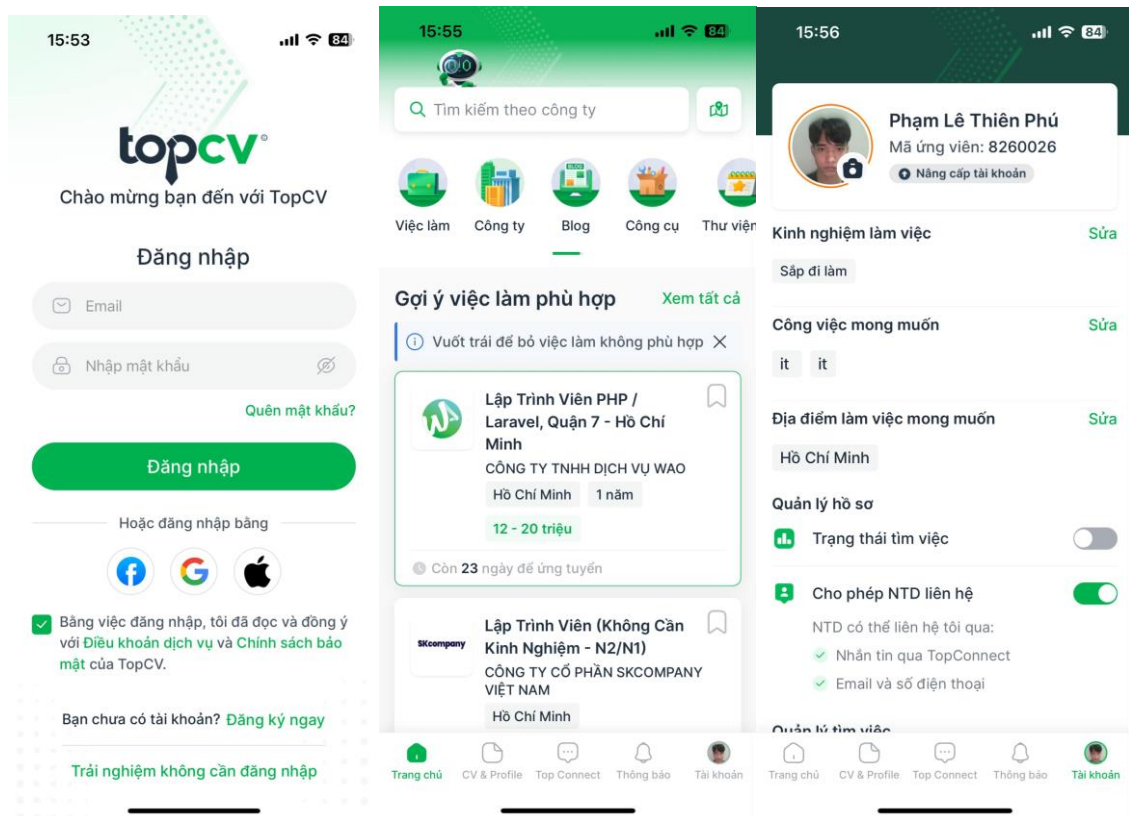 15:53
84
topcv
Chào mừng bạn đến với TopCV
Đăng nhập
Email
Nhập mật khẩu
Quên mật khẩu?
Đăng nhập
Hoặc đăng nhập bằng
Bằng việc đăng nhập, tôi đã đọc và đồng ý
với Điều khoản dịch vụ và Chính sách bảo
mật của TopCV.
Bạn chưa có tài khoản? Đăng ký ngay
Trải nghiệm không cần đăng nhập
15:55
84
Tìm kiếm theo công ty
Việc làm
Công ty
BLOG
Blog
Công cụ
Thư viện
Gợi ý việc làm phù hợp
Xem tất cả
Vuốt trái để bỏ việc làm không phù hợp
Lập Trình Viên PHP /
Laravel, Quận 7 - Hồ Chí
Minh
CÔNG TY TNHH DỊCH VỤ WAO
Hồ Chí Minh
1 năm
12 - 20 triệu
Còn 23 ngày để ứng tuyển
SKcompany
Lập Trình Viên (Không Cần
Kinh Nghiệm - N2/N1)
CÔNG TY CỔ PHẦN SKCOMPANY
VIỆT NAM
Hồ Chí Minh
Trang chủ
CV & Profile
Top Connect
Thông báo
Tài khoản
15:56
84
Phạm Lê Thiên Phú
Mã ứng viên: 8260026
Nâng cấp tài khoản
Kinh nghiệm làm việc
Sửa
Sắp đi làm
Công việc mong muốn
Sửa
it
it
Địa điểm làm việc mong muốn
Sửa
Hồ Chí Minh
Quản lý hồ sơ
Trạng thái tìm việc
Cho phép NTD liên hệ
NTD có thể liên hệ tôi qua:
Nhắn tin qua TopConnect
Email và số điện thoại
Quản lý tìm việc
Trang chủ
CV & Profile
Top Connect
Thông báo
Tài khoản